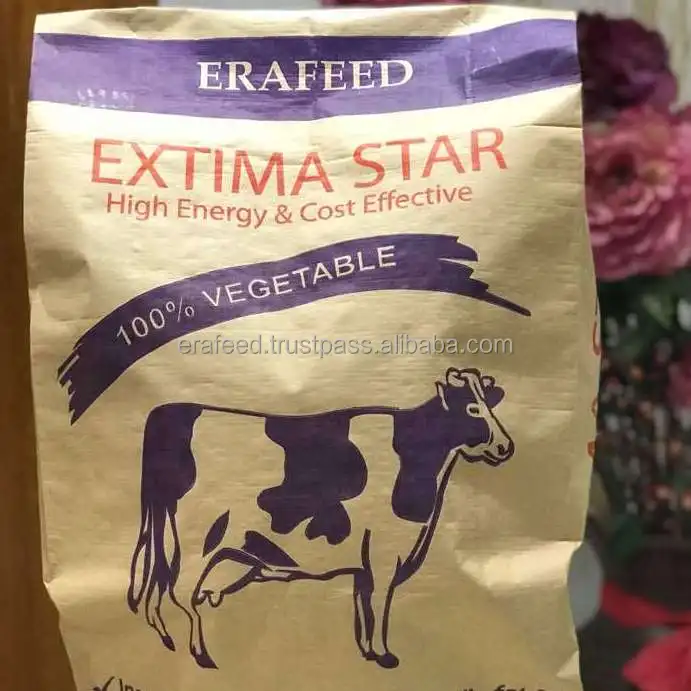 ERAFEED
EXTIMA STAR
High Energy & Cost Effective
100% VEGETABLE
erafeed.trustpass.alibaba.com